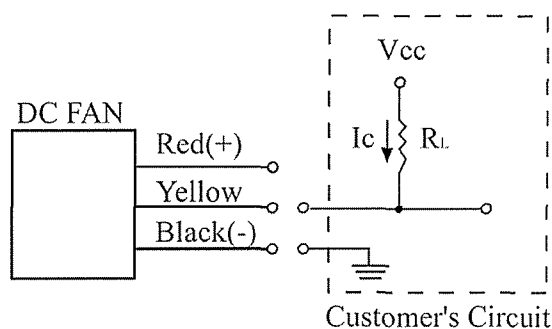 Vcc
DC FAN
Red(+)
Ic
RL
Yellow
Black(-)
Customer's Circuit